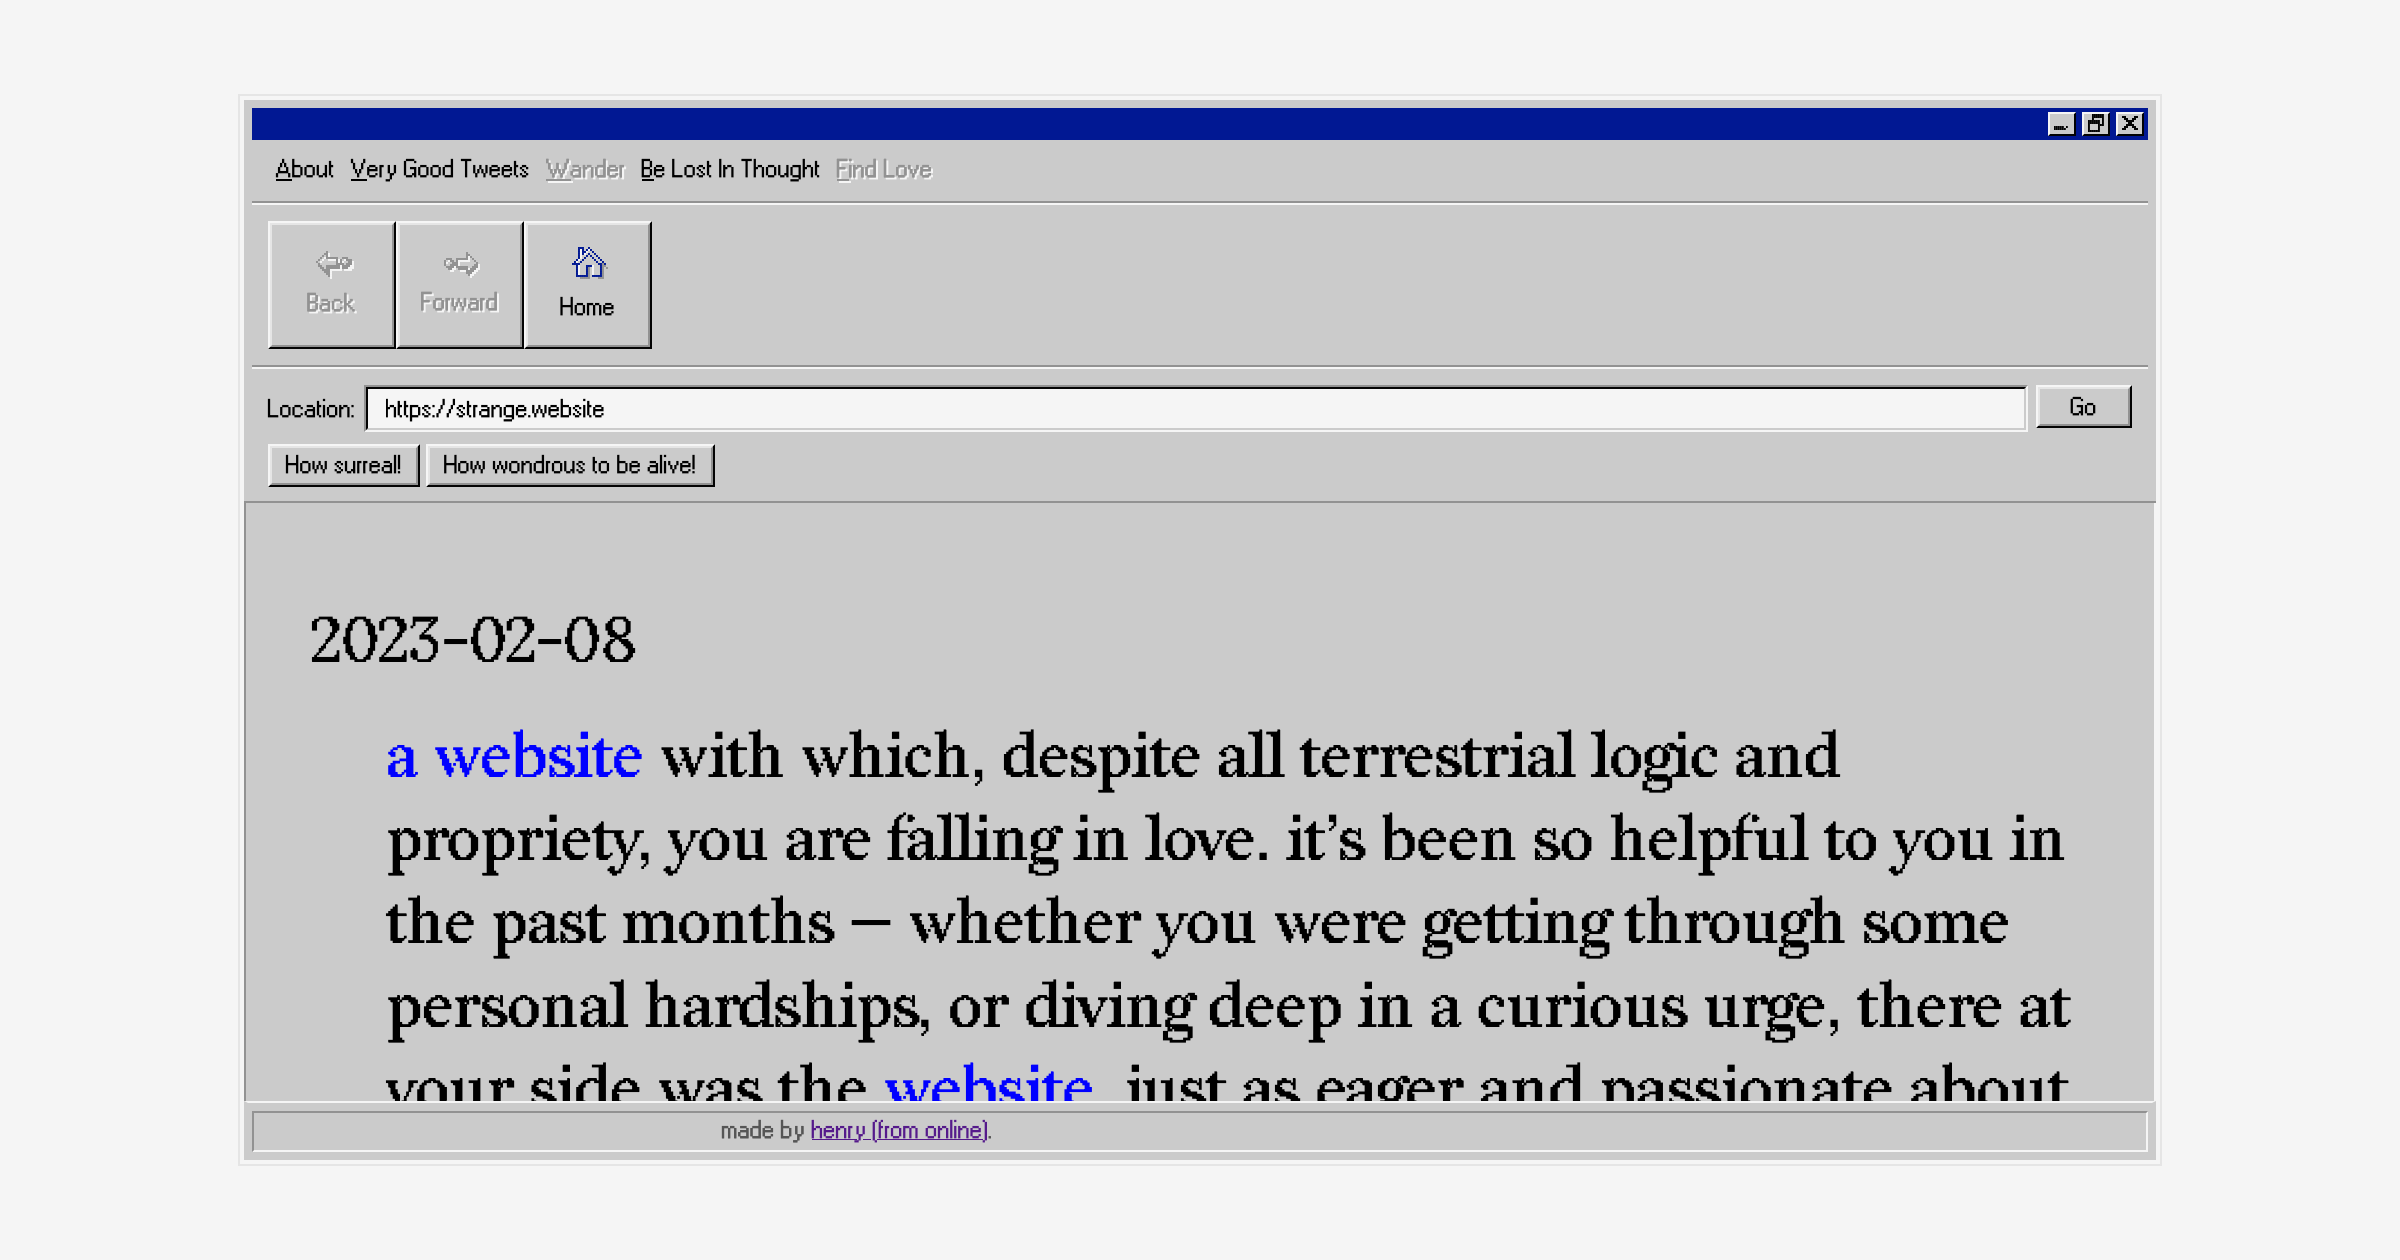 About Very Good Tweets Wander Be Lost In Thought Find Love
Back Forward Home
Location: https://strange.website Go
How surreal! How wondrous to be alive!
2023-02-08
a website with which, despite all terrestrial logic and
propriety, you are falling in love. it’s been so helpful to you in
the past months — whether you were getting through some
personal hardships, or diving deep in a curious urge, there at
your side was the website, just as eager and passionate about
made by henry (from online).